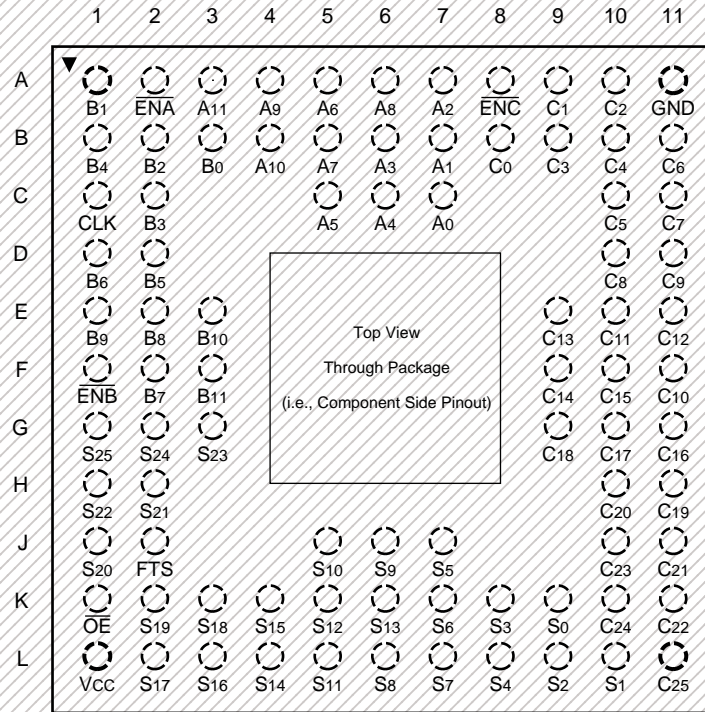 1 2 3 4 5 6 7 8 9 10 11
A
B1 ENA A11 A9 A6 A8 A2 ENC C1 C2 GND
B
B4 B2 B0 A10 A7 A3 A1 C0 C3 C4 C6
C
CLK B3 A5 A4 A0 C5 C7
D
B6 B5 C8 C9
E
B9 B8 B10 C13 C11 C12
Top View
F
Through Package
ENB B7 B11 C14 C15 C10
(i.e., Component Side Pinout)
G
S25 S24 S23 C18 C17 C16
H
S22 S21 C20 C19
J
S20 FTS S10 S9 S5 C23 C21
K
OE S19 S18 S15 S12 S13 S6 S3 S0 C24 C22
L
VCC S17 S16 S14 S11 S8 S7 S4 S2 S1 C25